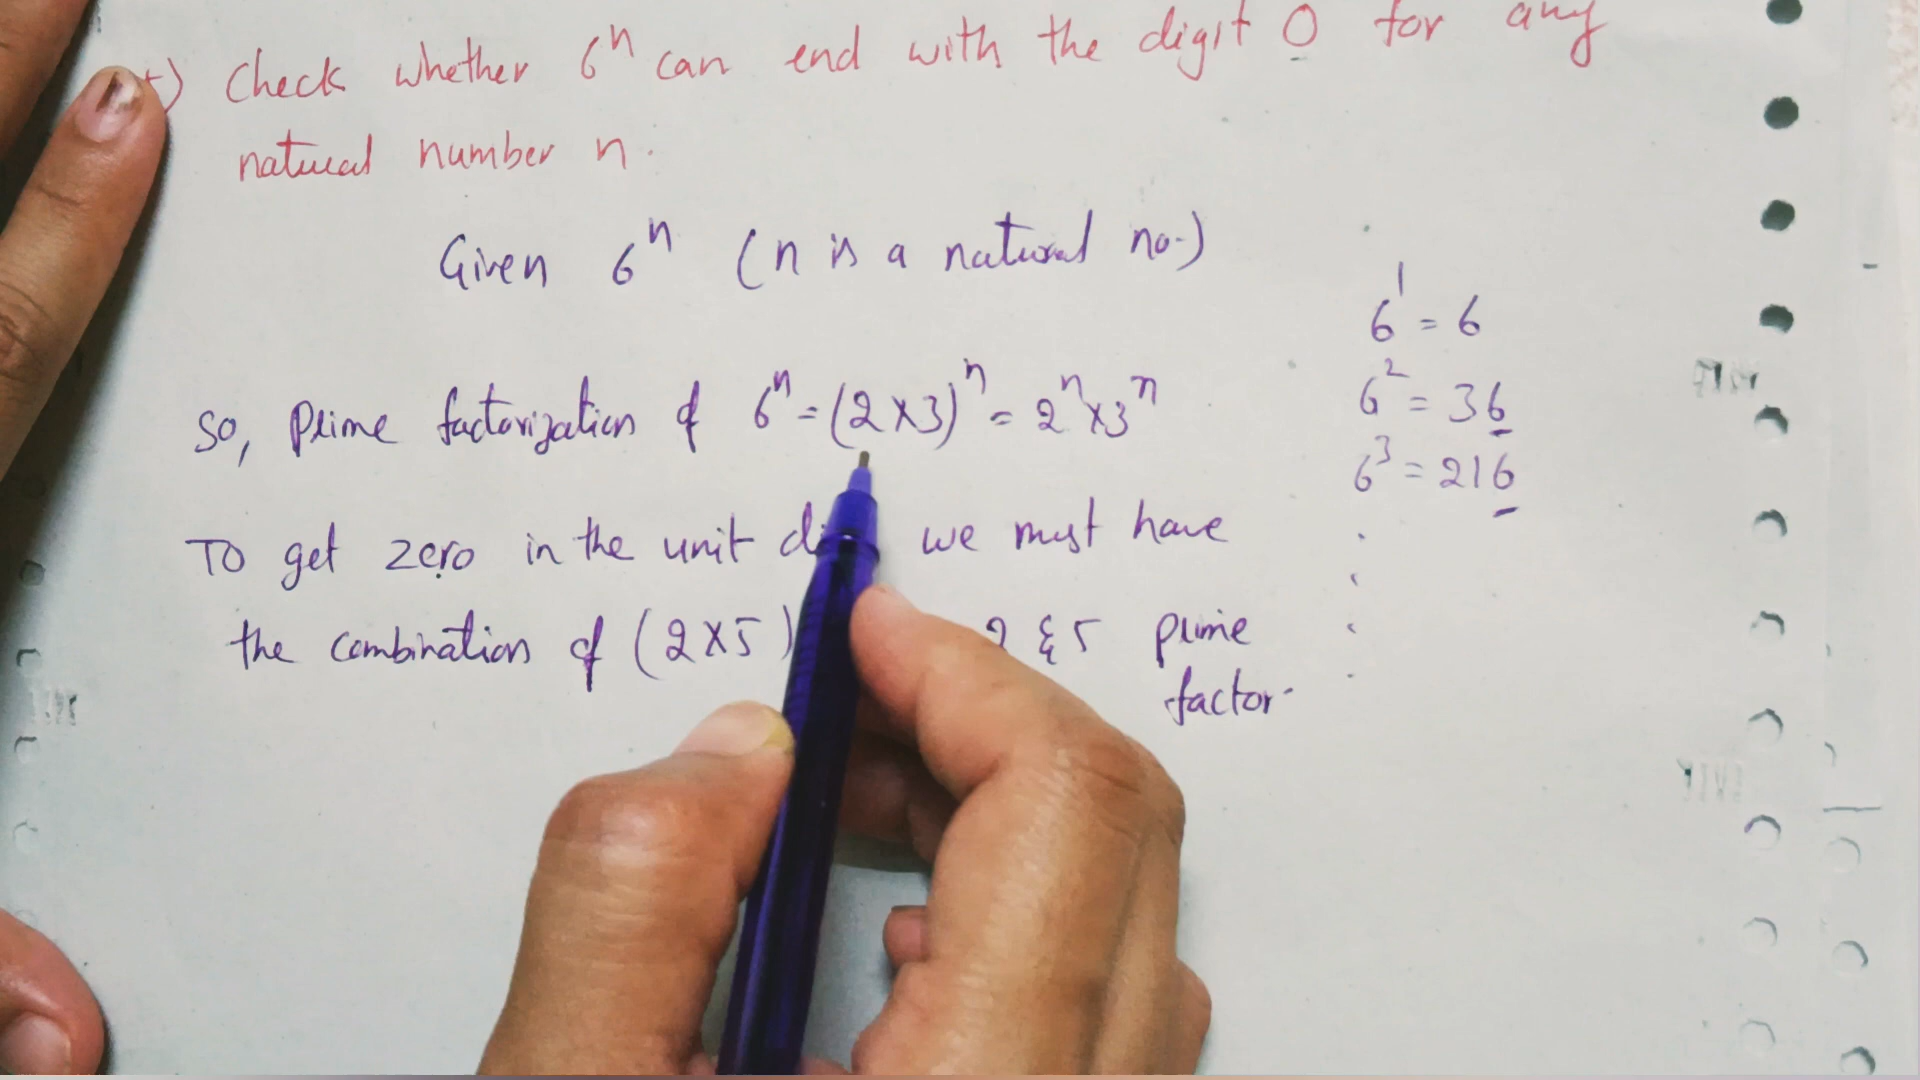 Check whether 6ⁿ can end with the digit 0 for any
natural number n.
Given 6ⁿ (n is a natural no.)
So, Prime factorization of 6ⁿ = (2×3)ⁿ = 2ⁿ×3ⁿ
To get zero in the unit we must have
the combination of (2×5) 2 & 5 prime
factor.
6¹ = 6
6² = 36
6³ = 216